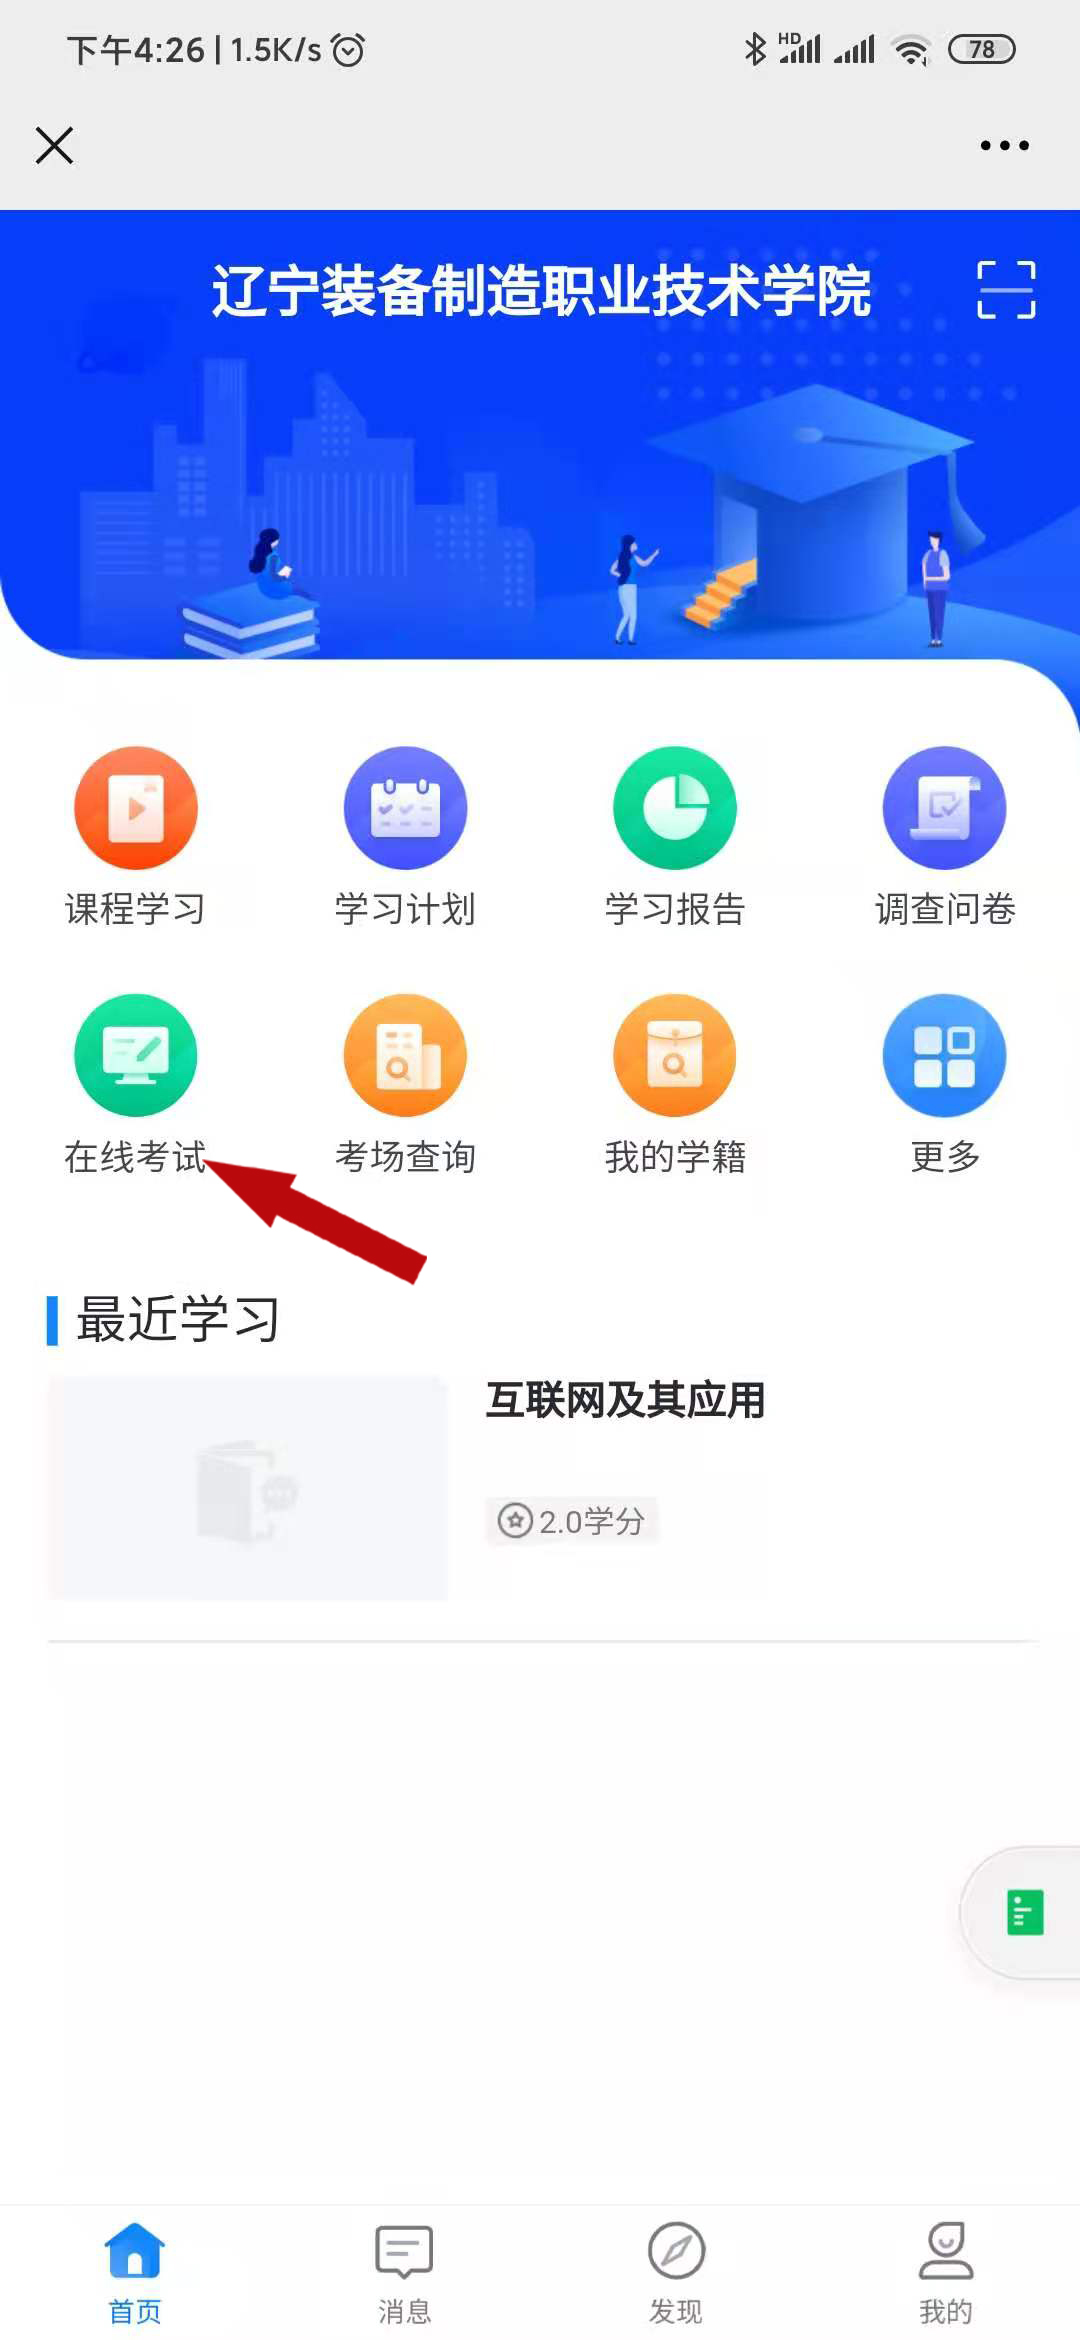 下午4:26 | 1.5K/s
HD
78
辽宁装备制造职业技术学院
课程学习
学习计划
学习报告
调查问卷
在线考试
考场查询
我的学籍
更多
最近学习
互联网及其应用
2.0学分
首页
消息
发现
我的